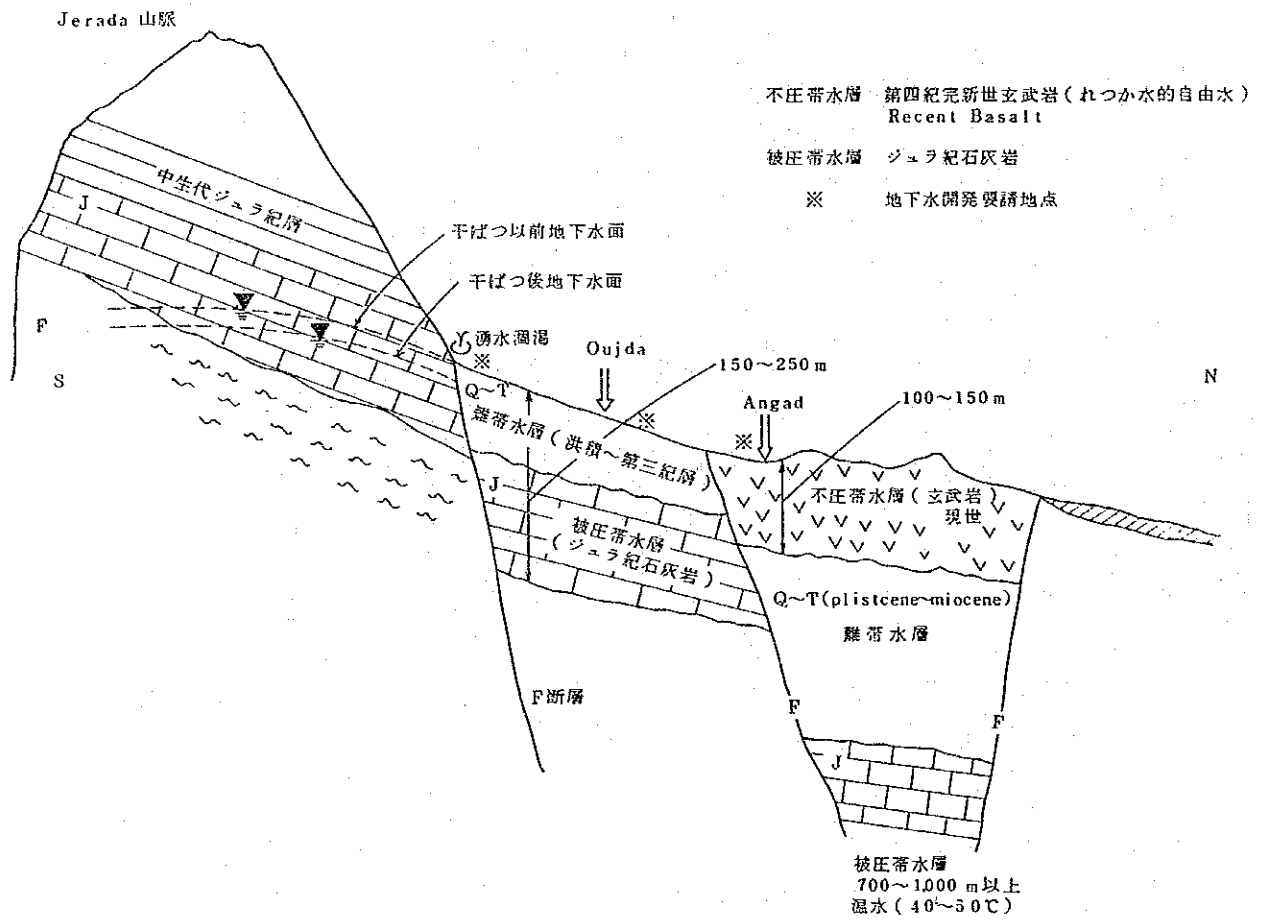 Jerada 山脈
不圧帯水層 第四紀完新世玄武岩(れつか水的自由水)
Recent Basalt
被圧帯水層 ジュラ紀石灰岩
※ 地下水開発要請地点
中生代ジュラ紀層
J
干ばつ以前地下水面
干ばつ後地下水面
湧水涸渇
※
F
S
Oujda
150~250m
N
Q~T
※
Angad
※
100~150m
難帯水層(洪積~第三紀層)
不圧帯水層(玄武岩)
現世
J
被圧帯水層
(ジュラ紀石灰岩)
Q~T(plistcene~miocene)
難帯水層
F断層
F
F
J
被圧帯水層
700~1,000m以上
温水(40~50℃)